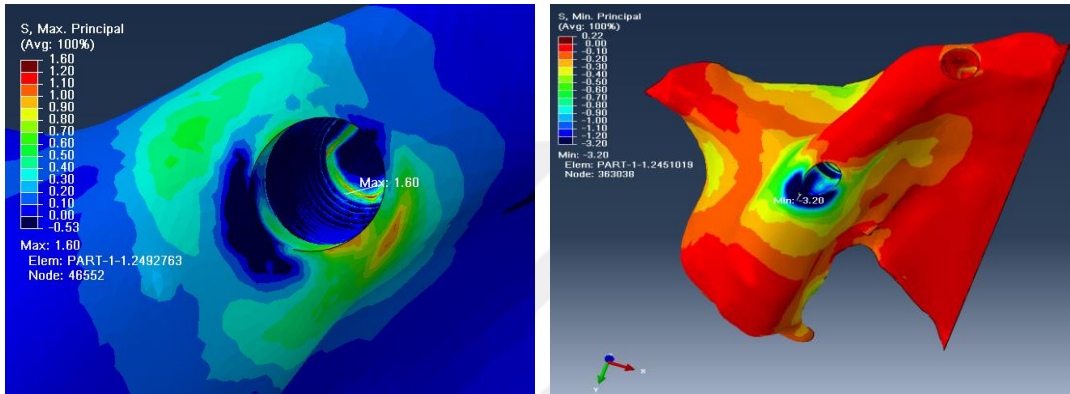 S, Max. Principal
(Avg: 100%)
1.60
1.20
1.10
1.00
0.90
0.80
0.70
0.60
0.50
0.40
0.30
0.20
0.10
0.00
-0.53
Max: 1.60
Elem: PART-1-1.2492763
Node: 46552
Max: 1.60
S, Min. Principal
(Avg: 100%)
0.22
0.00
-0.10
-0.20
-0.30
-0.40
-0.50
-0.60
-0.70
-0.80
-0.90
-1.00
-1.10
-1.20
-3.20
Min: -3.20
Elem: PART-1-1.2451019
Node: 363038
Min: -3.20
X
Y